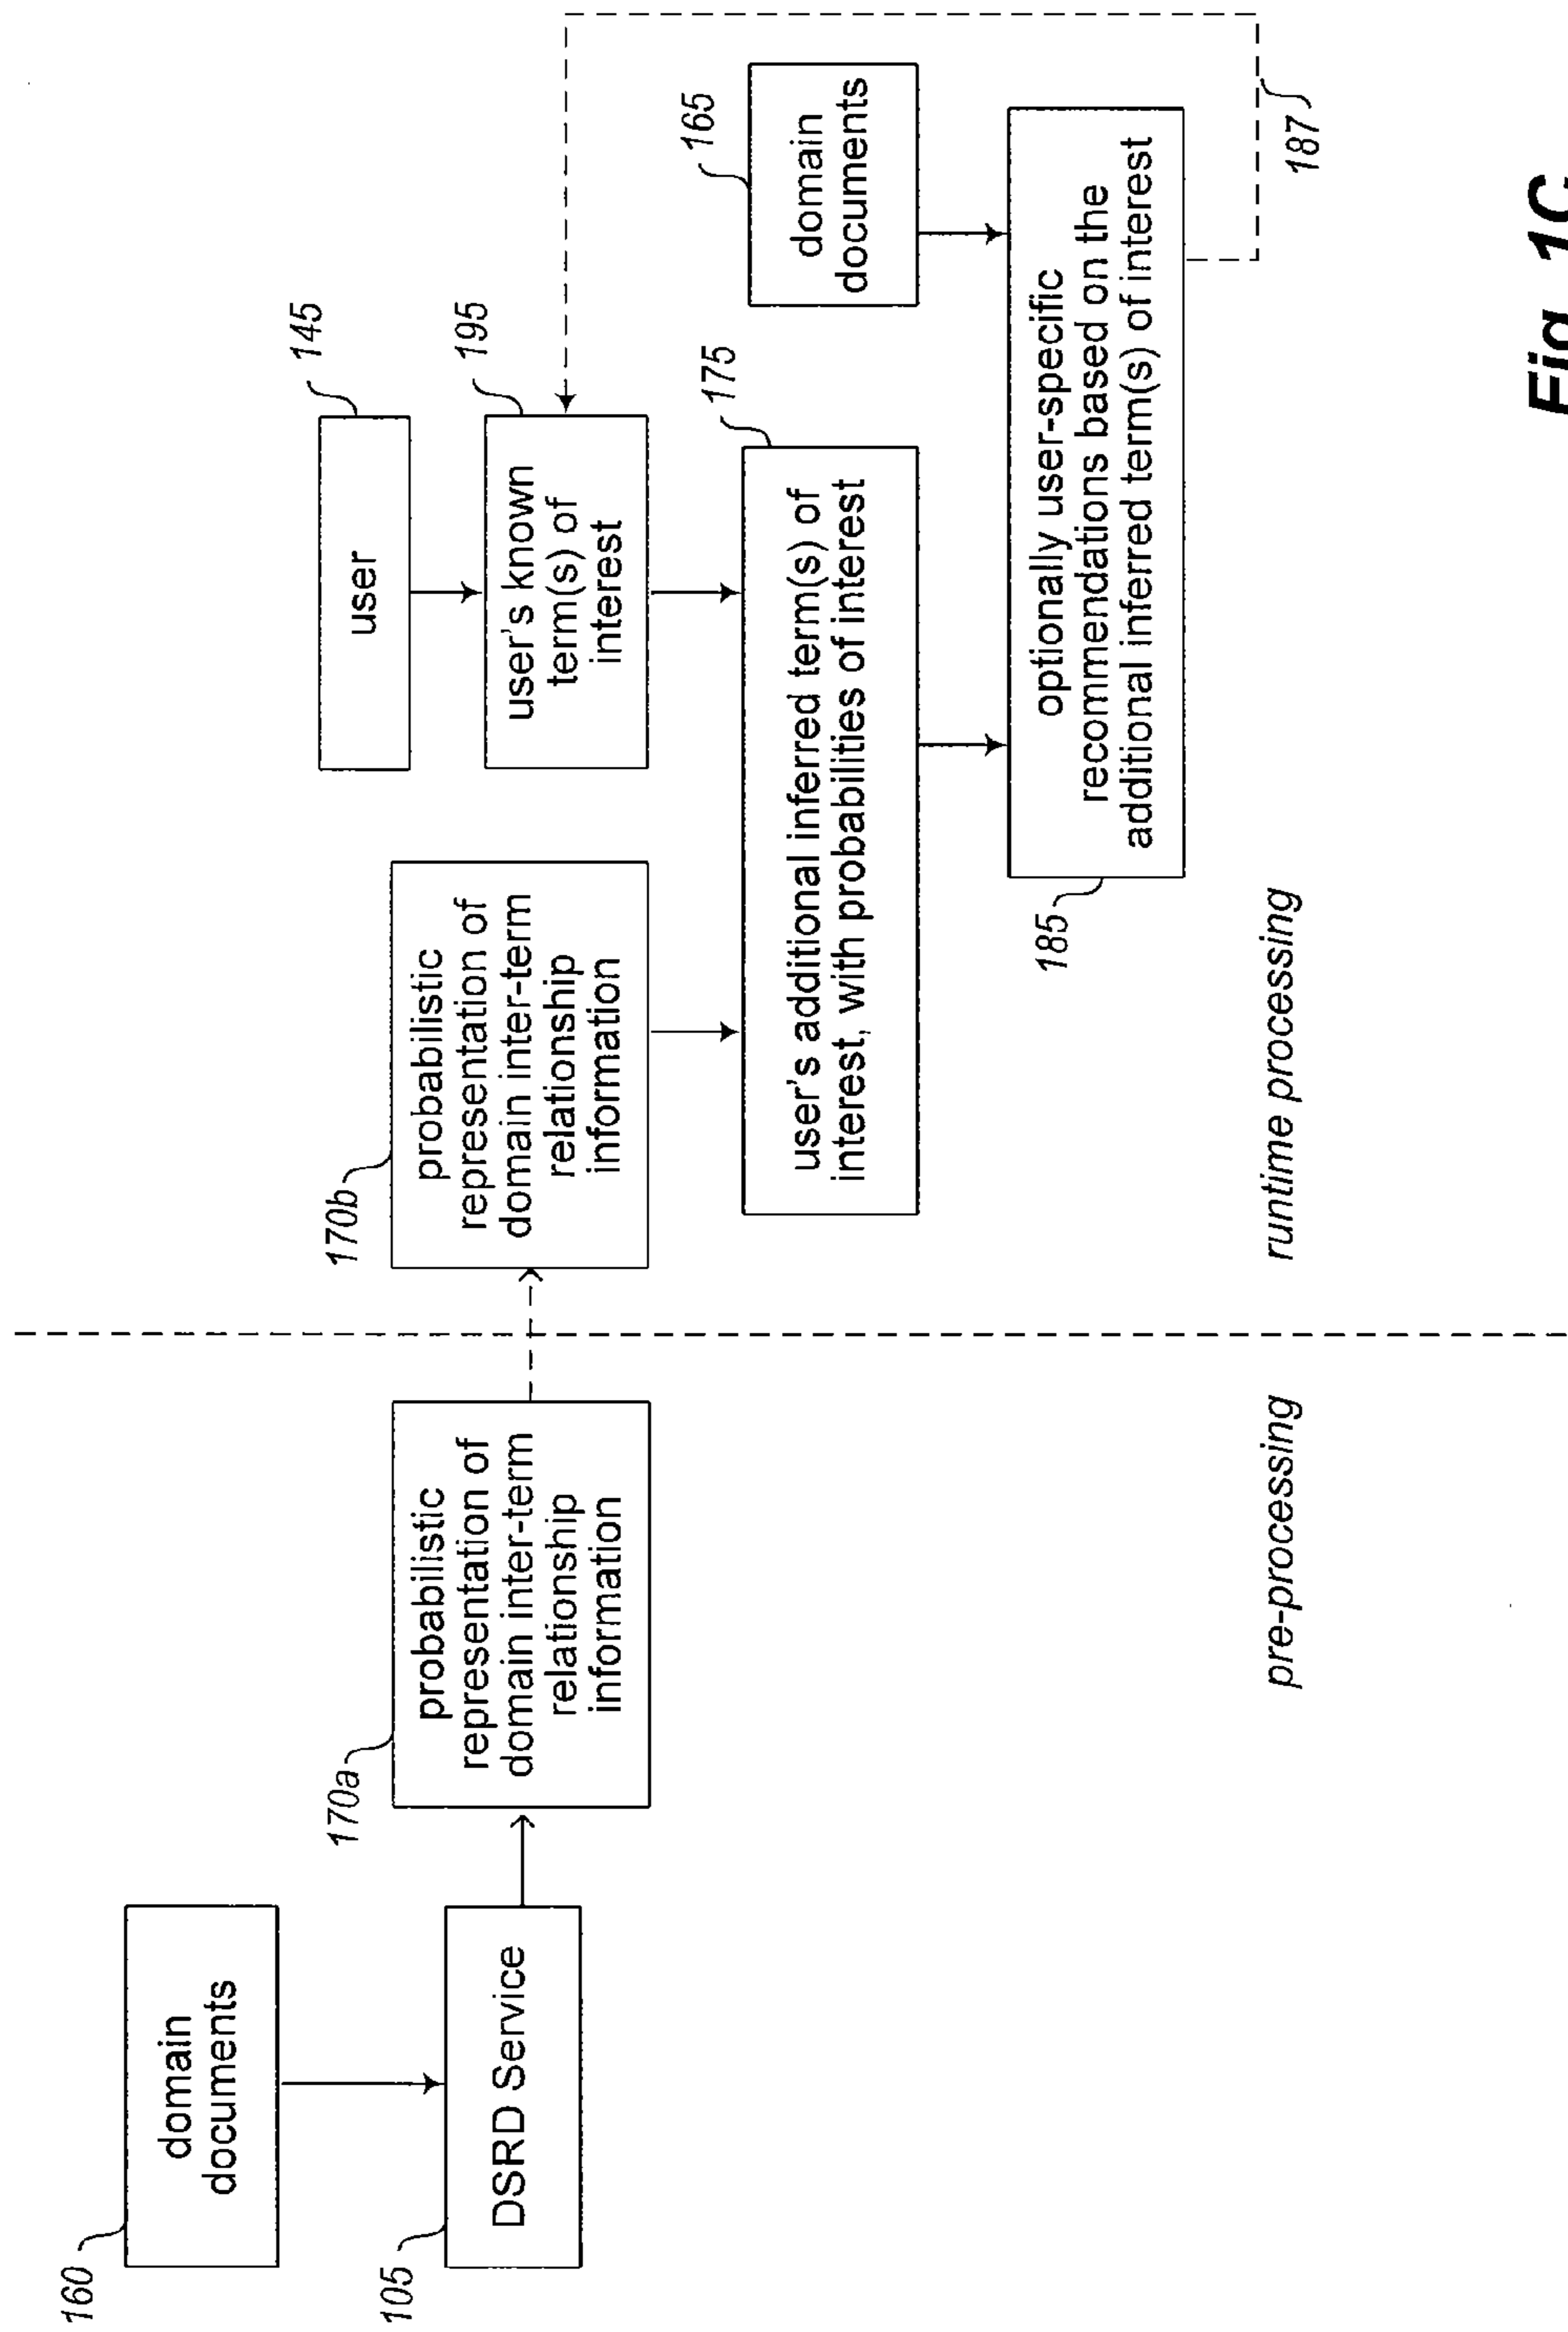 160
domain
documents
105
DSRD Service
170a
probabilistic
representation of
domain inter-term
relationship
information
pre-processing
170b
probabilistic
representation of
domain inter-term
relationship
information
145
user
195
user's known
term(s) of
interest
175
user's additional inferred term(s) of
interest, with probabilities of interest
165
domain
documents
185
optionally user-specific
recommendations based on the
additional inferred term(s) of interest
187
runtime processing
Fig. 1C